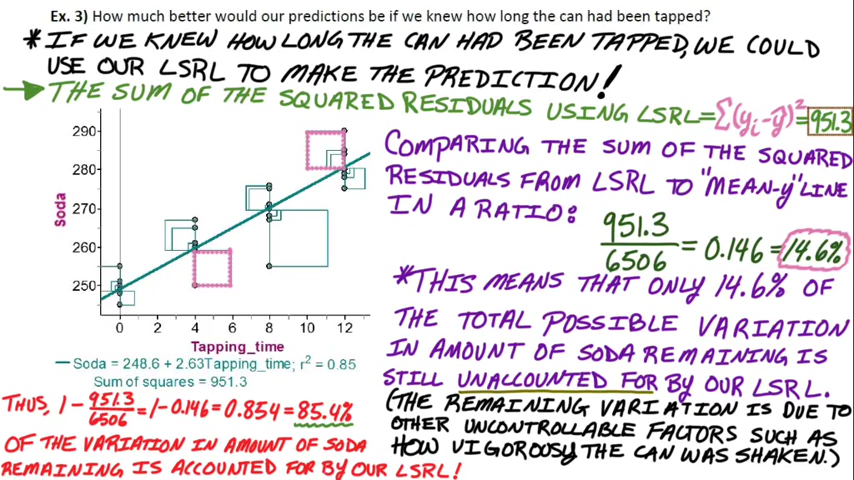 Ex. 3) How much better would our predictions be if we knew how long the can had been tapped?
* IF WE KNEW HOW LONG THE CAN HAD BEEN TAPPED, WE COULD
USE OUR LSRL TO MAKE THE PREDICTION!
→ THE SUM OF THE SQUARED RESIDUALS USING LSRL = Σ(yᵢ-ŷ)² = 951.3
290
280
270
260
250
Soda
0 2 4 6 8 10 12
Tapping_time
Soda = 248.6 + 2.63Tapping_time; r² = 0.85
Sum of squares = 951.3
COMPARING THE SUM OF THE SQUARED
RESIDUALS FROM LSRL TO "MEAN-y" LINE
IN A RATIO:
951.3/6506 = 0.146 = 14.6%
* THIS MEANS THAT ONLY 14.6% OF
THE TOTAL POSSIBLE VARIATION
IN AMOUNT OF SODA REMAINING IS
STILL UNACCOUNTED FOR BY OUR LSRL.
(THE REMAINING VARIATION IS DUE TO
OTHER UNCONTROLLABLE FACTORS SUCH AS
HOW VIGOROUSLY THE CAN WAS SHAKEN.)
THUS, 1 - 951.3/6506 = 1 - 0.146 = 0.854 = 85.4%
OF THE VARIATION IN AMOUNT OF SODA
REMAINING IS ACCOUNTED FOR BY OUR LSRL!